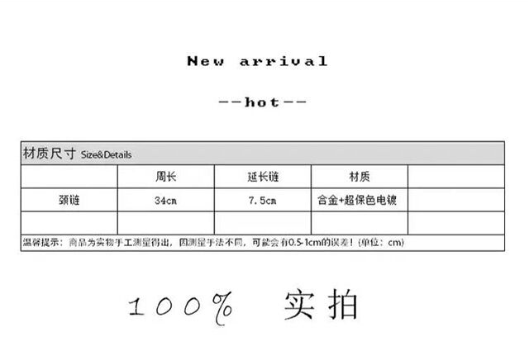 New arrival
--hot--
材质尺寸 Size&Details
周长 延长链 材质
颈链 34cm 7.5cm 合金+超保色电镀
温馨提示：商品为实物手工测量得出，因测量手法不同，可能会有0.5-1cm的误差！(单位：cm)
100% 实拍